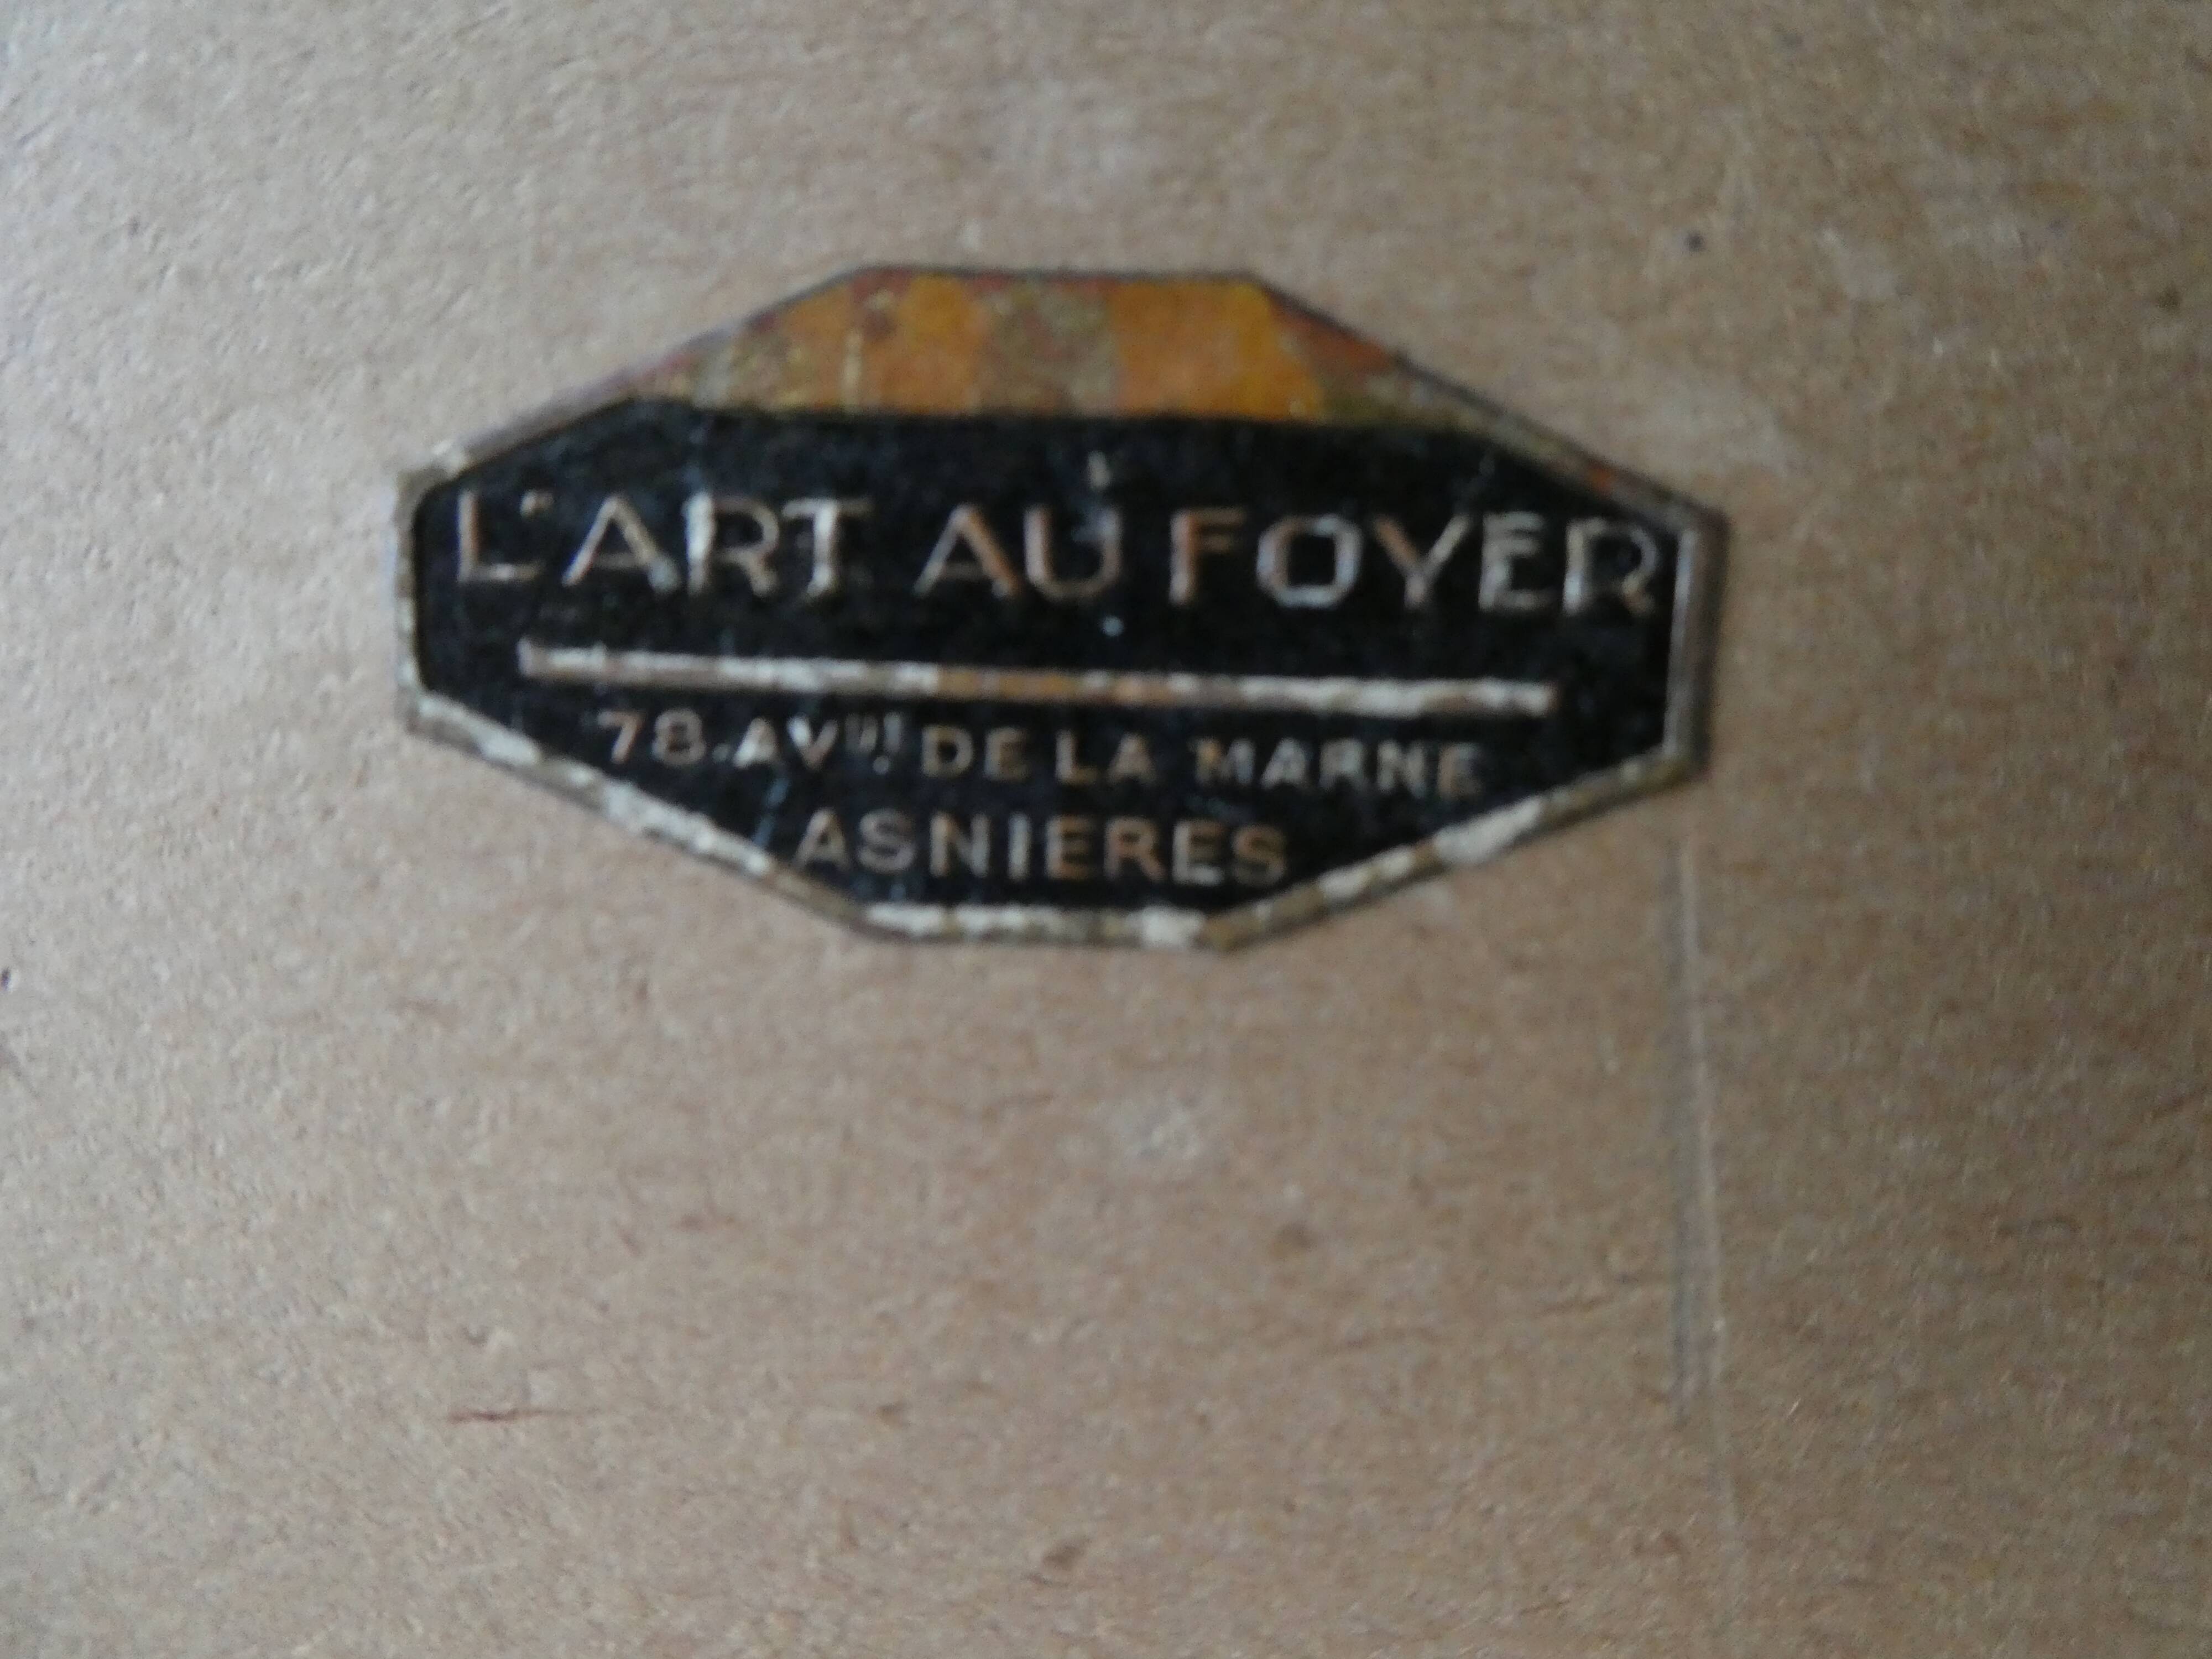 L'ART AU FOYER
78. AVUE DE LA MARNE
ASNIERES